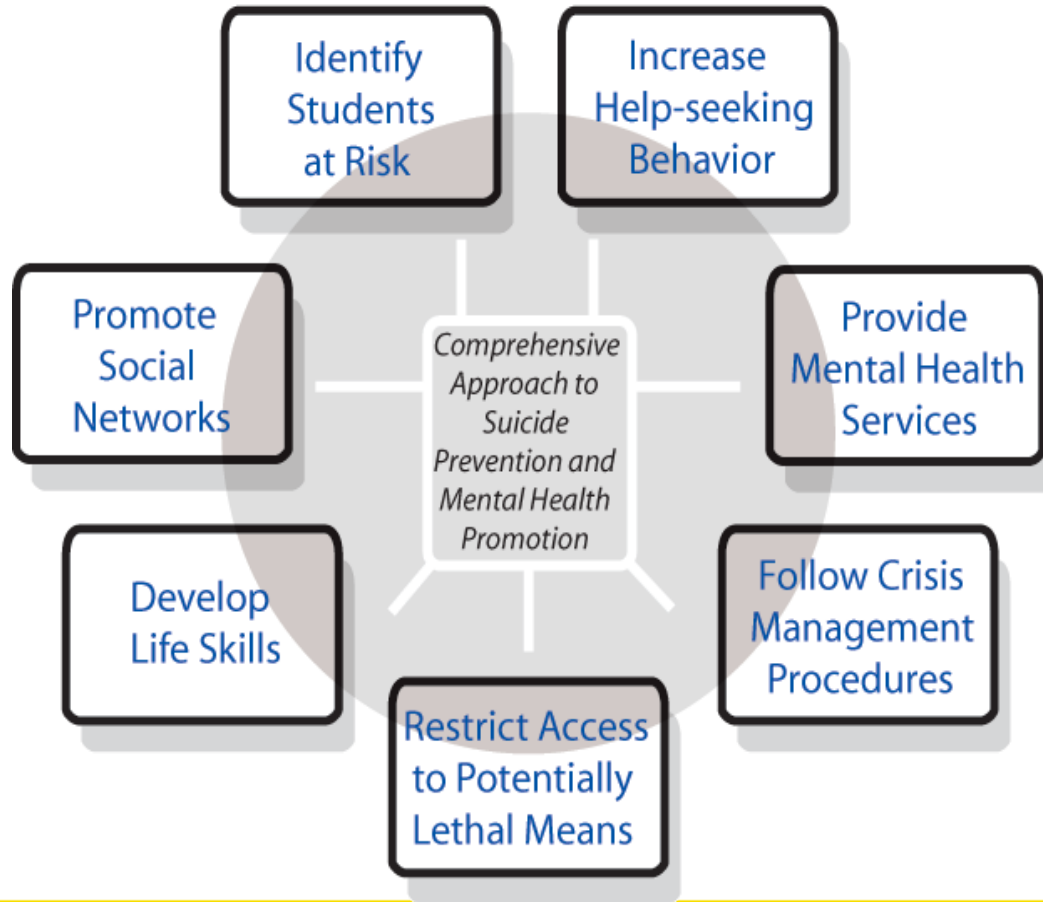 Identify
Students
at Risk
Increase
Help-seeking
Behavior
Promote
Social
Networks
Comprehensive
Approach to
Suicide
Prevention and
Mental Health
Promotion
Provide
Mental Health
Services
Develop
Life Skills
Follow Crisis
Management
Procedures
Restrict Access
to Potentially
Lethal Means